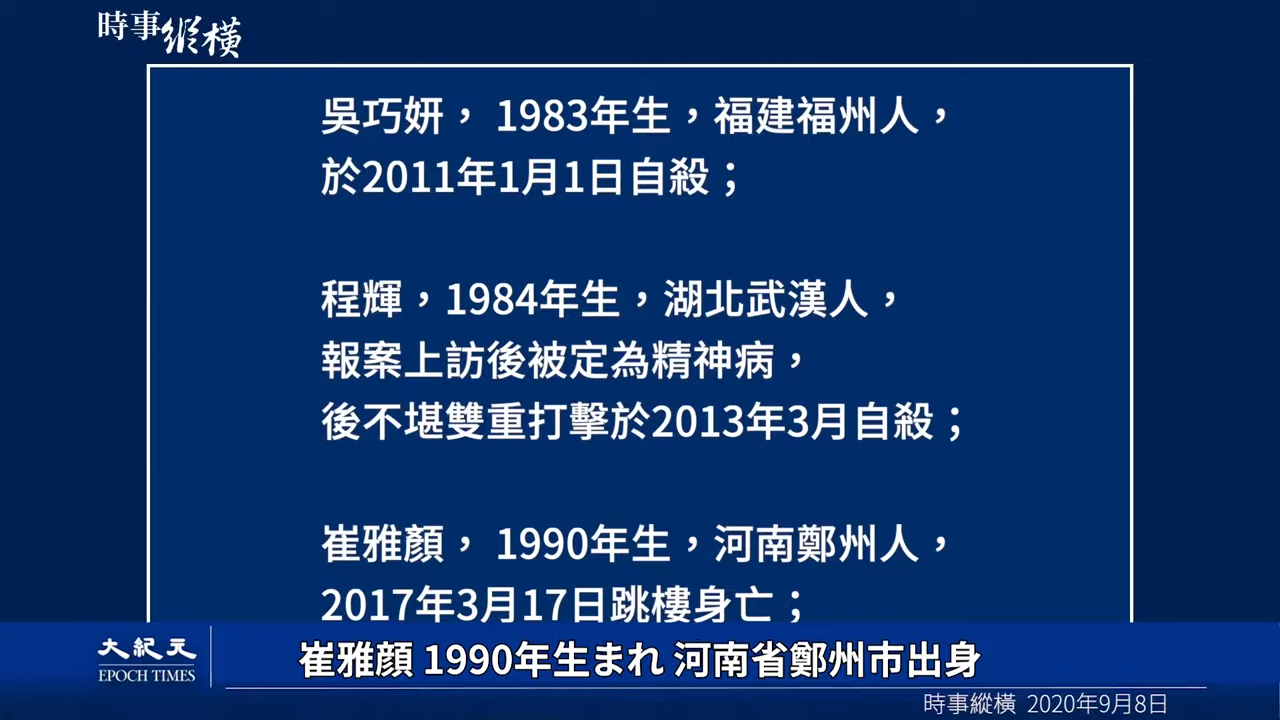 時事縱橫
吳巧妍， 1983年生，福建福州人，
於2011年1月1日自殺；
程輝，1984年生，湖北武漢人，
報案上訪後被定為精神病，
後不堪雙重打擊於2013年3月自殺；
崔雅顏， 1990年生，河南鄭州人，
2017年3月17日跳樓身亡；
大紀元
EPOCH TIMES
崔雅顔 1990年生まれ 河南省鄭州市出身
時事縱橫 2020年9月8日